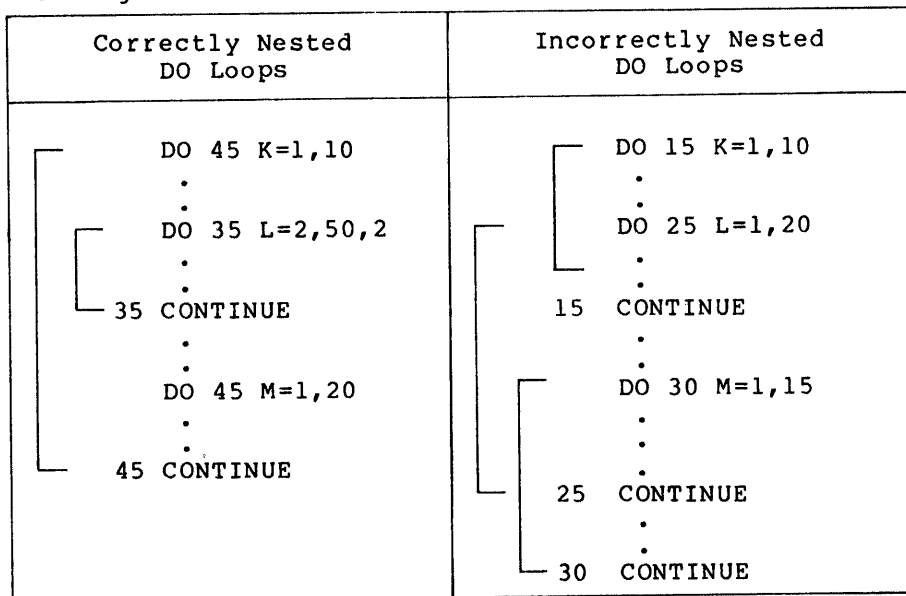 Correctly Nested
DO Loops
DO 45 K=1,10
.
.
DO 35 L=2,50,2
.
.
35 CONTINUE
.
.
DO 45 M=1,20
.
.
45 CONTINUE
Incorrectly Nested
DO Loops
DO 15 K=1,10
.
.
DO 25 L=1,20
.
.
15 CONTINUE
.
.
DO 30 M=1,15
.
.
.
25 CONTINUE
.
.
30 CONTINUE